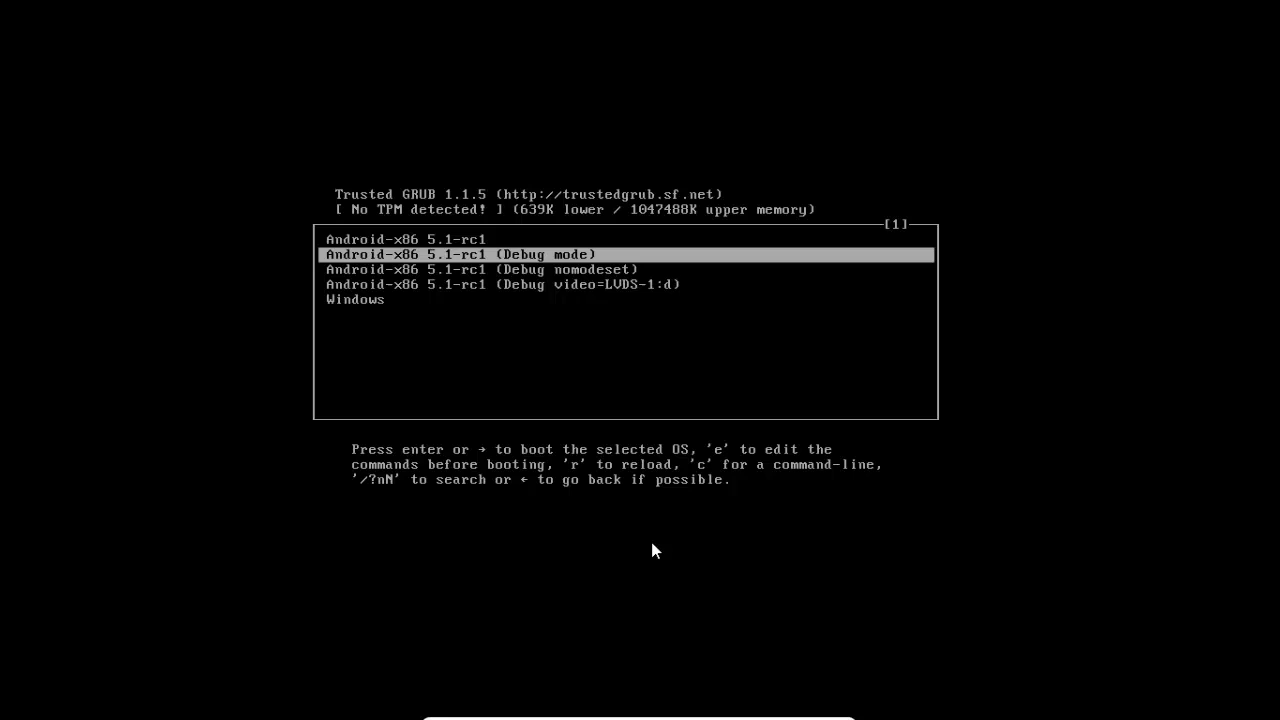 Trusted GRUB 1.1.5 (http://trustedgrub.sf.net)
[ No TPM detected! ] (639K lower / 1047488K upper memory)
[1]
Android-x86 5.1-rc1
Android-x86 5.1-rc1 (Debug mode)
Android-x86 5.1-rc1 (Debug nomodeset)
Android-x86 5.1-rc1 (Debug video=LVDS-1:d)
Windows
Press enter or → to boot the selected OS, 'e' to edit the
commands before booting, 'r' to reload, 'c' for a command-line,
'/?nN' to search or ← to go back if possible.